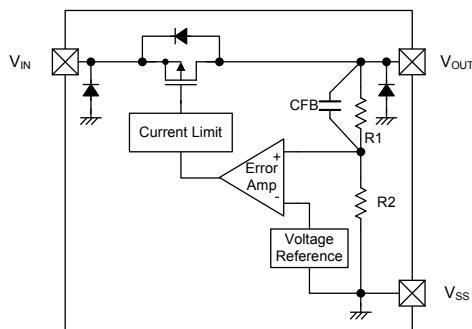 VIN
VOUT
CFB
R1
Current Limit
+
Error
Amp
-
R2
Voltage
Reference
VSS